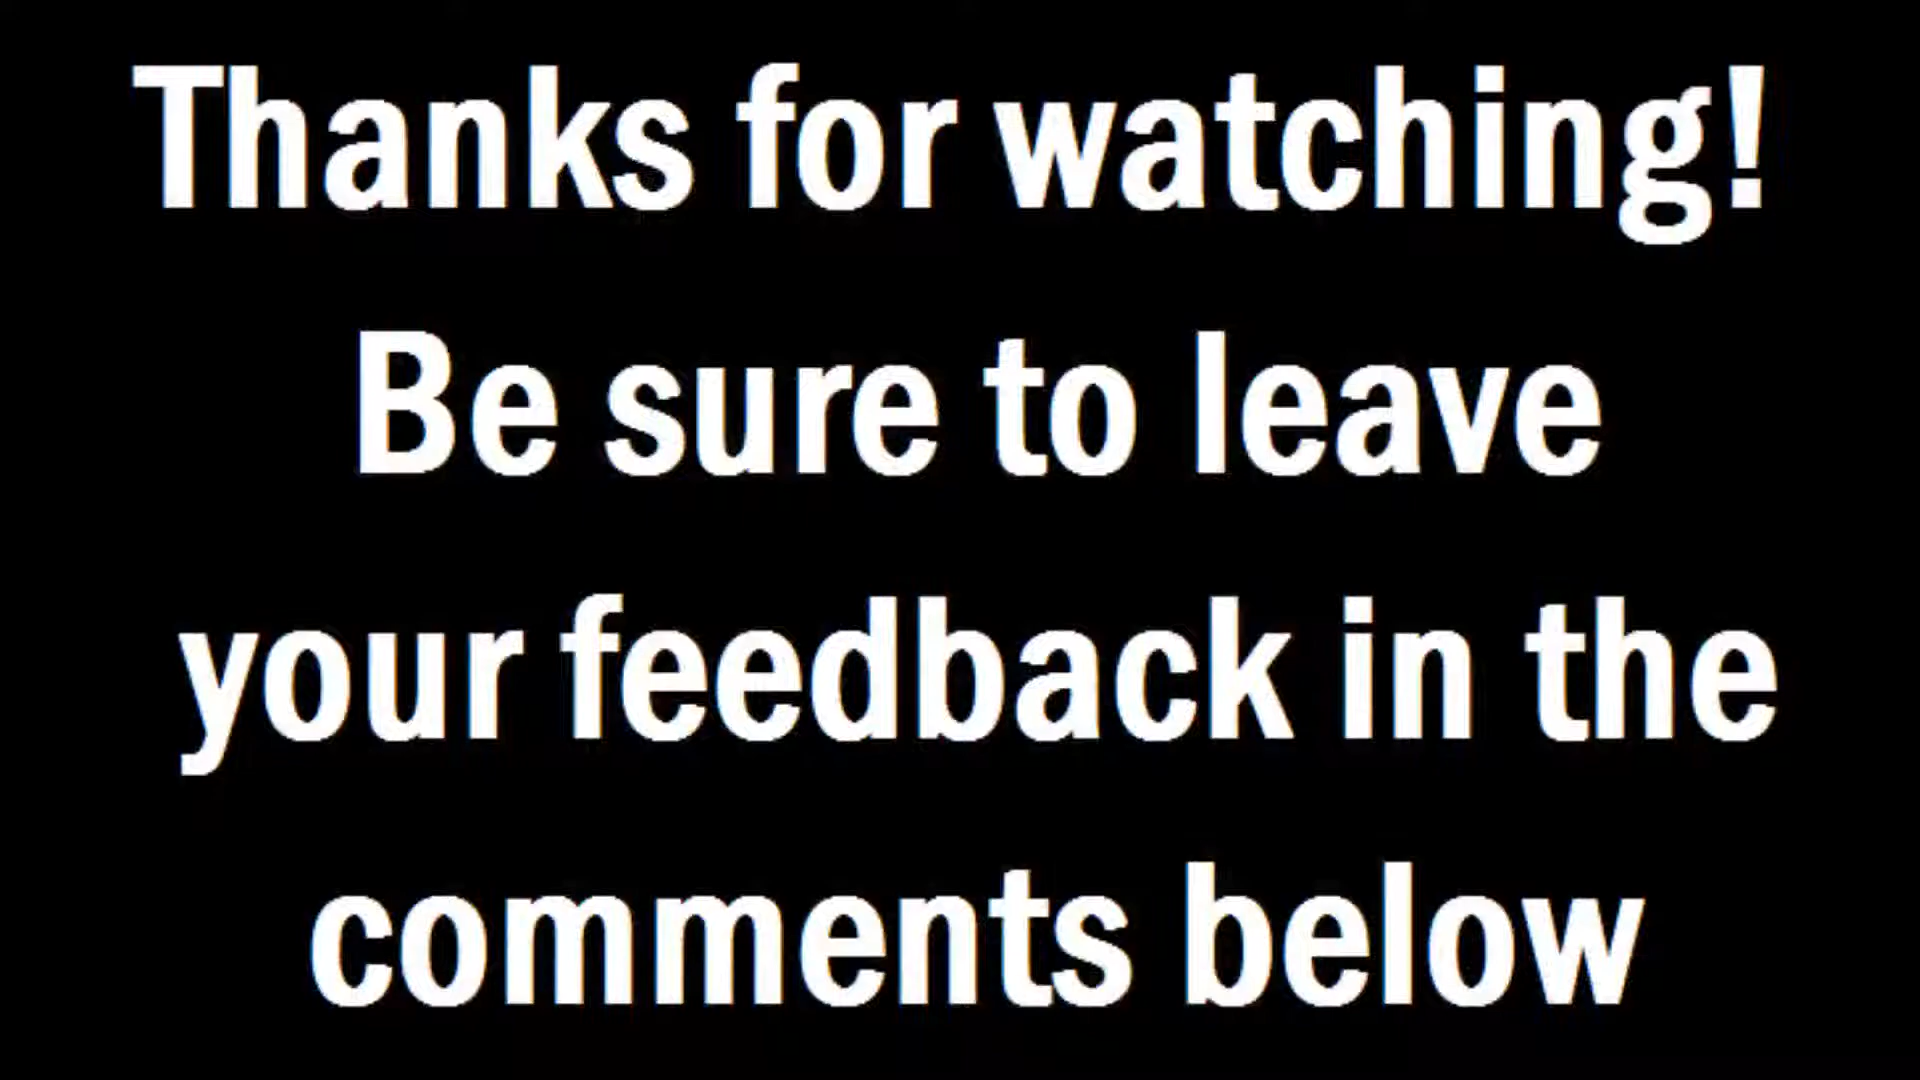 Thanks for watching!
Be sure to leave
your feedback in the
comments below